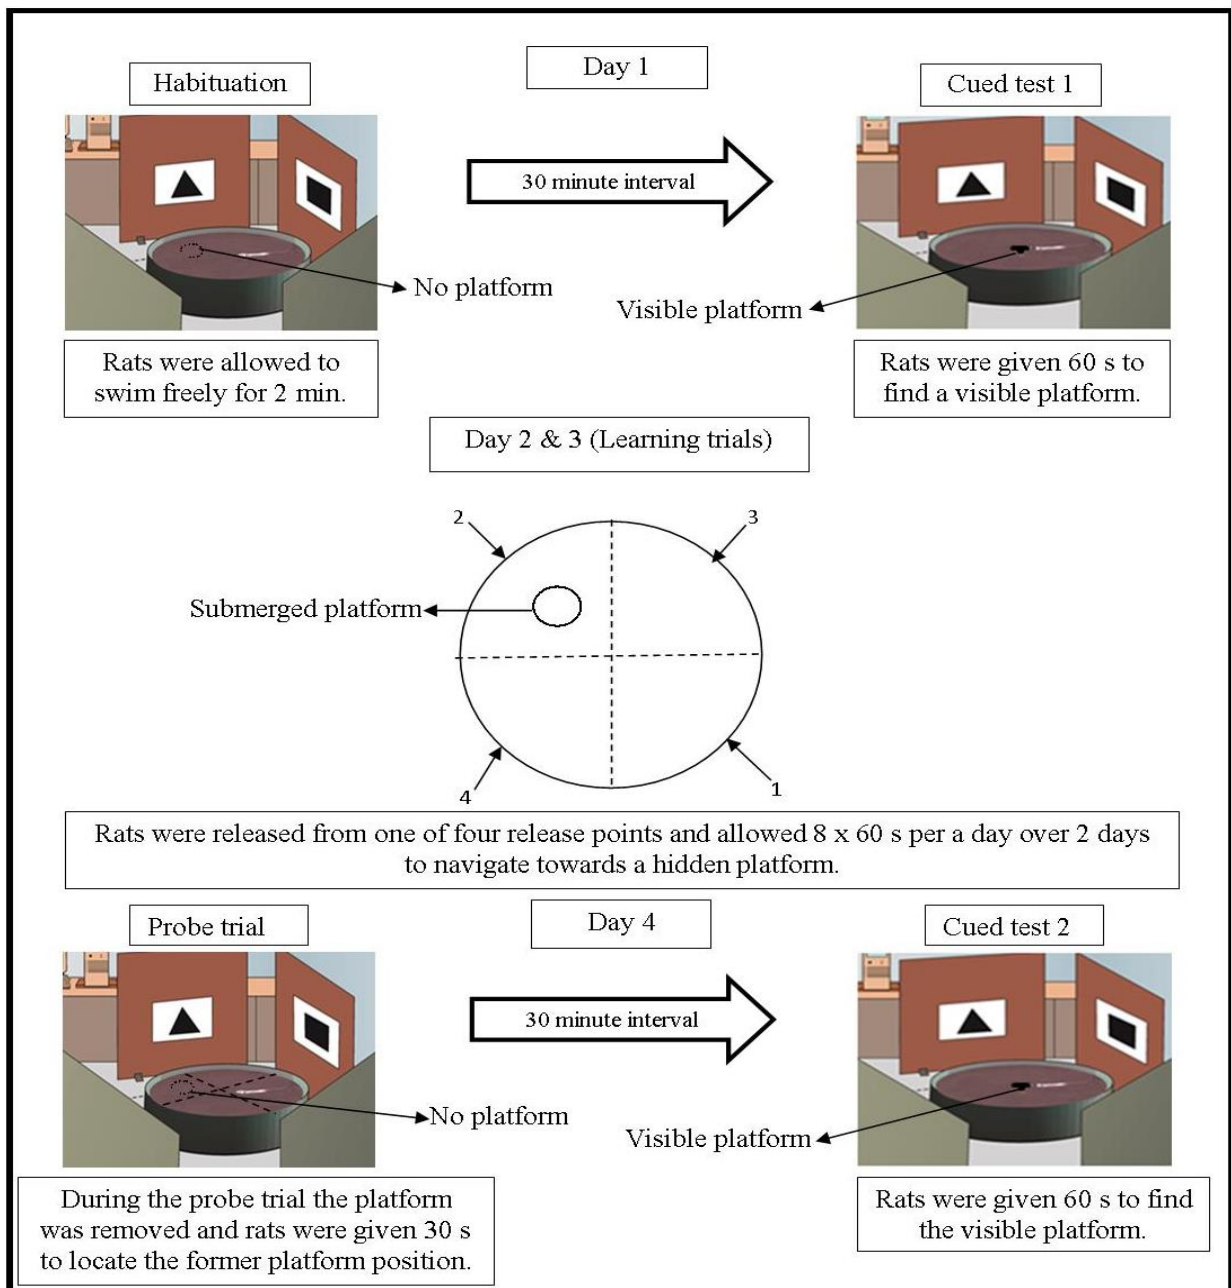 Day 1
Habituation
Cued test 1
30 minute interval
No platform
Visible platform
Rats were allowed to
swim freely for 2 min.
Rats were given 60 s to
find a visible platform.
Day 2 & 3 (Learning trials)
2
3
Submerged platform
4
1
Rats were released from one of four release points and allowed 8 x 60 s per a day over 2 days
to navigate towards a hidden platform.
Probe trial
Day 4
Cued test 2
30 minute interval
No platform
Visible platform
During the probe trial the platform
was removed and rats were given 30 s
to locate the former platform position.
Rats were given 60 s to find
the visible platform.